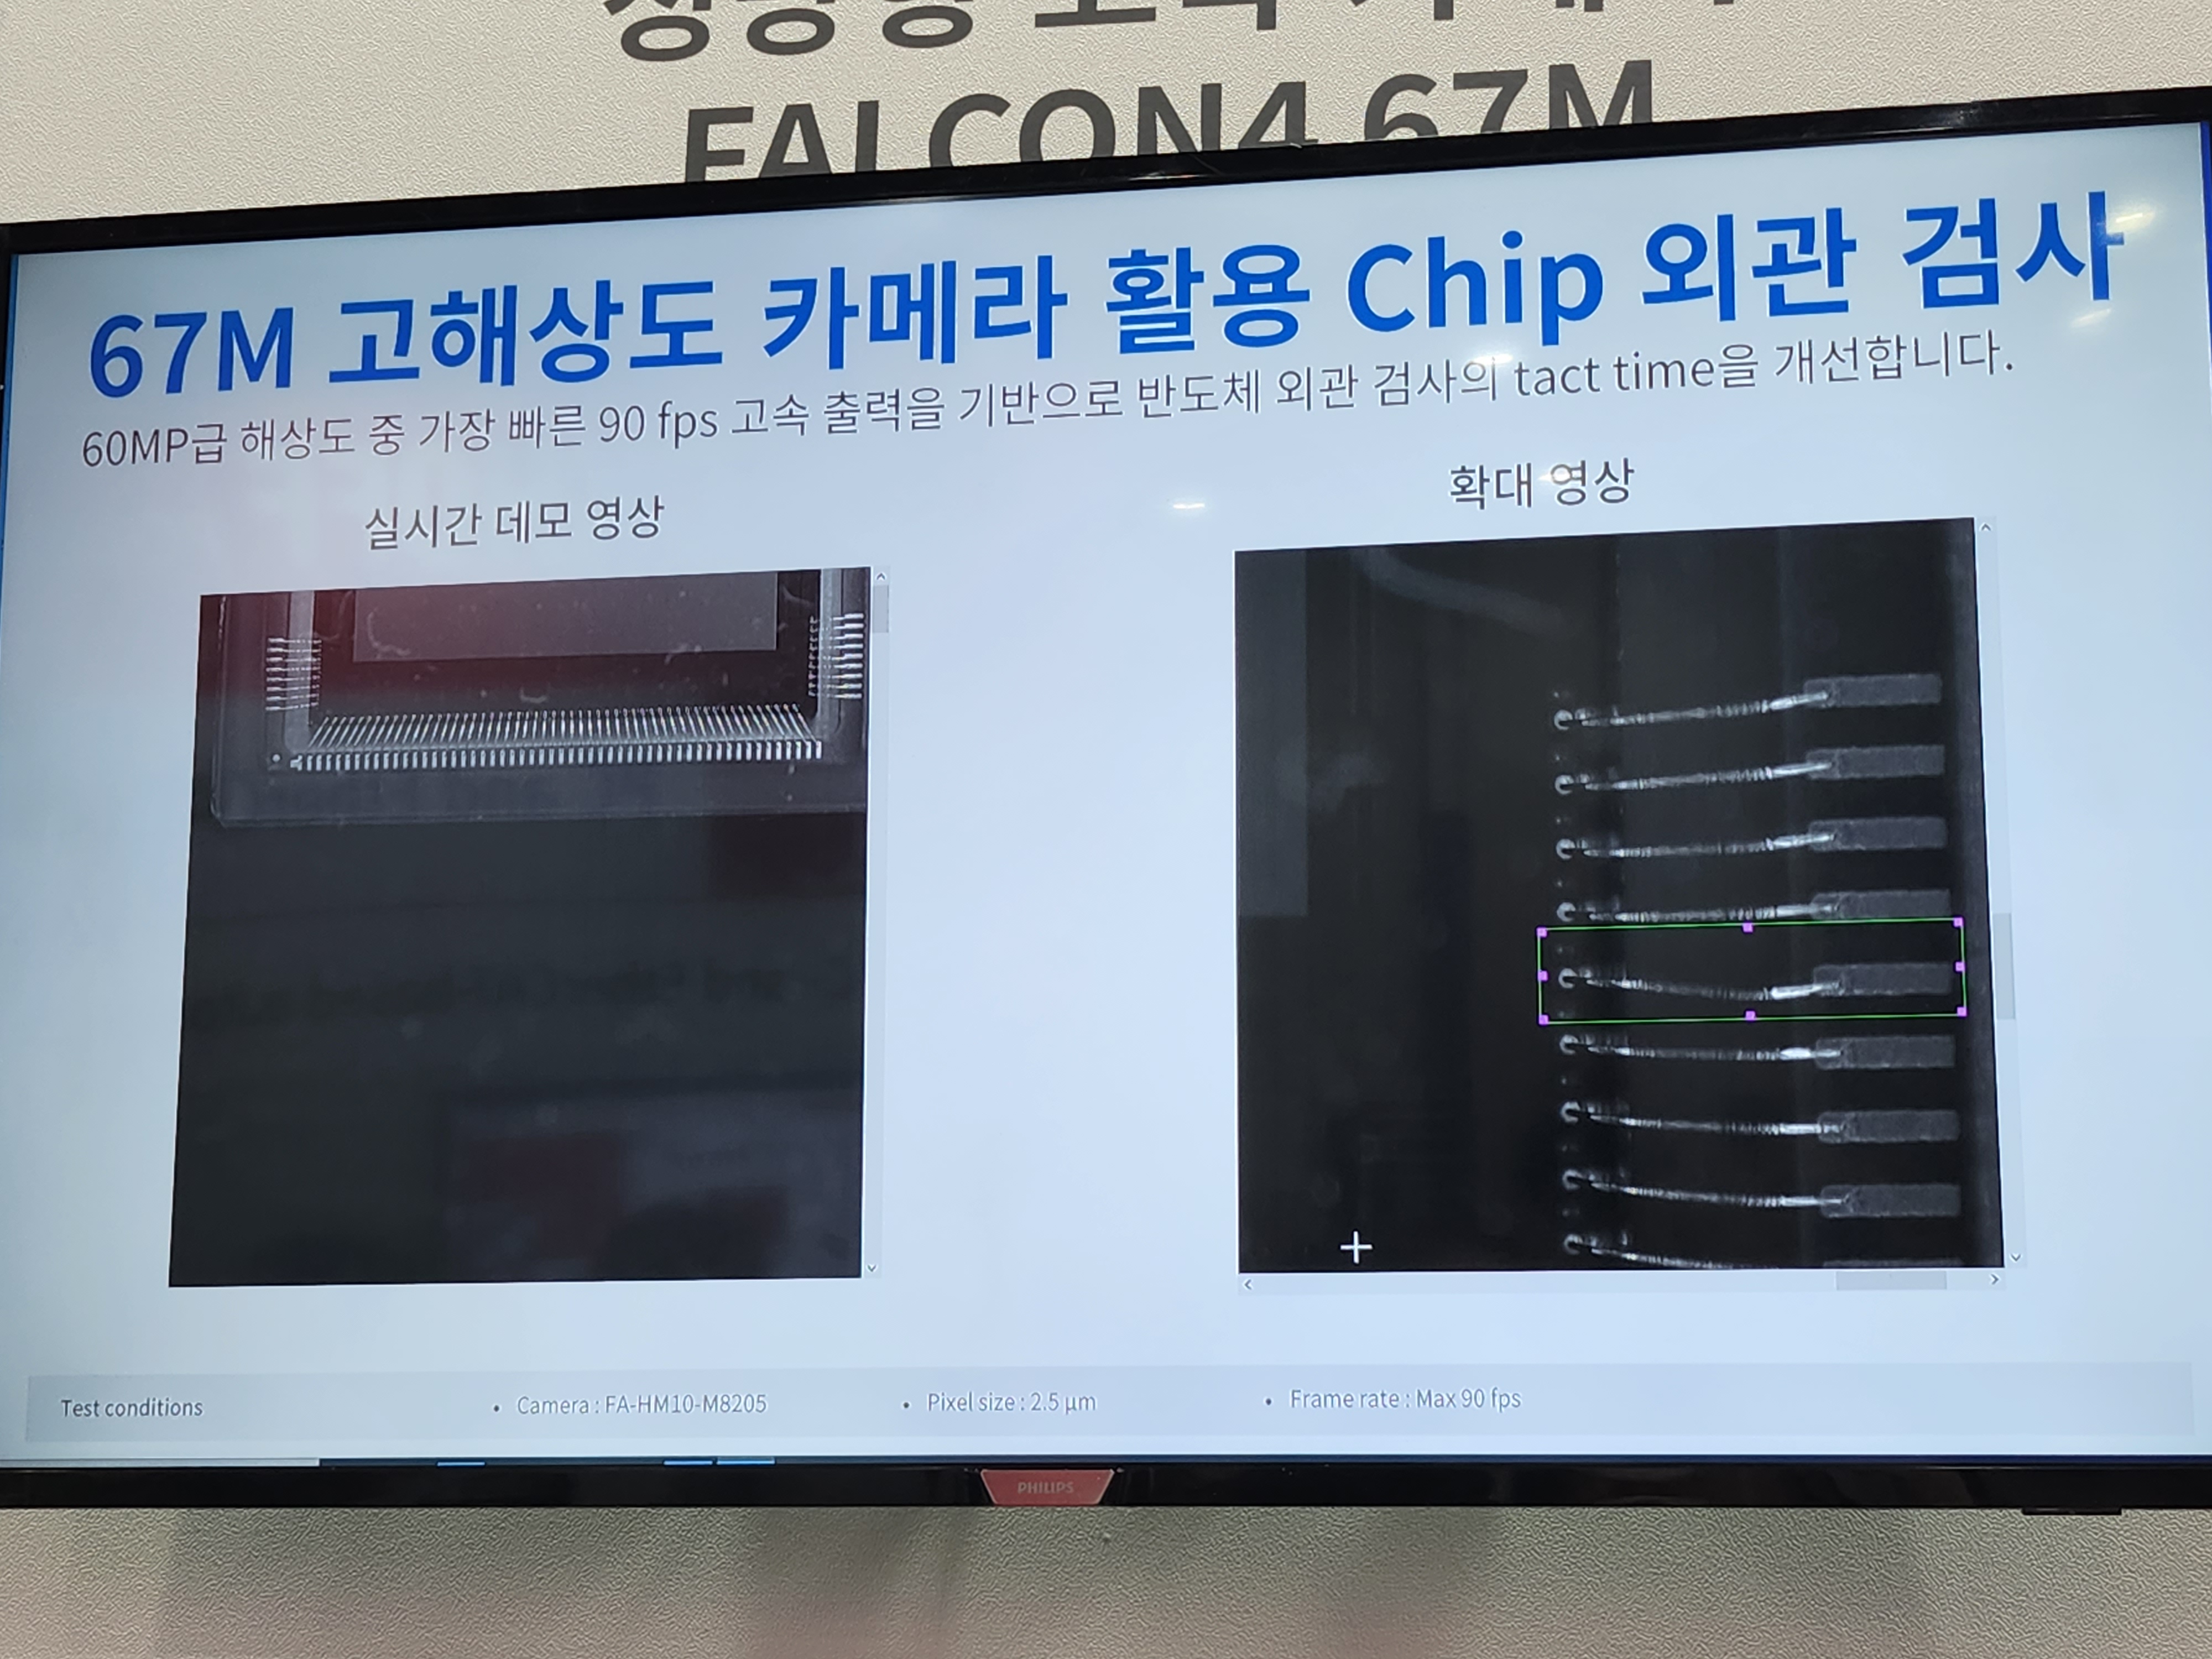 FALCON4 67M
67M 고해상도 카메라 활용 Chip 외관 검사
60MP급 해상도 중 가장 빠른 90 fps 고속 출력을 기반으로 반도체 외관 검사의 tact time을 개선합니다.
실시간 데모 영상
확대 영상
Test conditions
• Camera : FA-HM10-M8205
• Pixel size : 2.5 µm
• Frame rate : Max 90 fps
PHILIPS